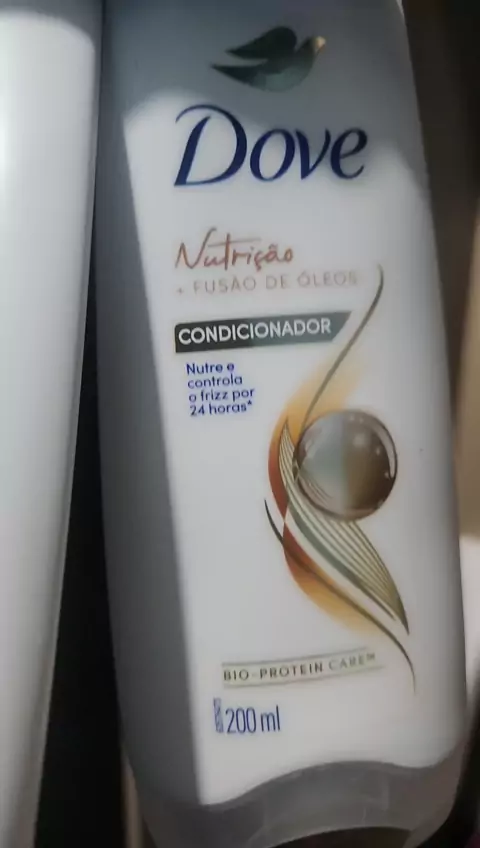 Dove
Nutrição
+ FUSÃO DE ÓLEOS
CONDICIONADOR
Nutre e
controla
o frizz por
24 horas*
BIO-PROTEIN CARE™
200 ml